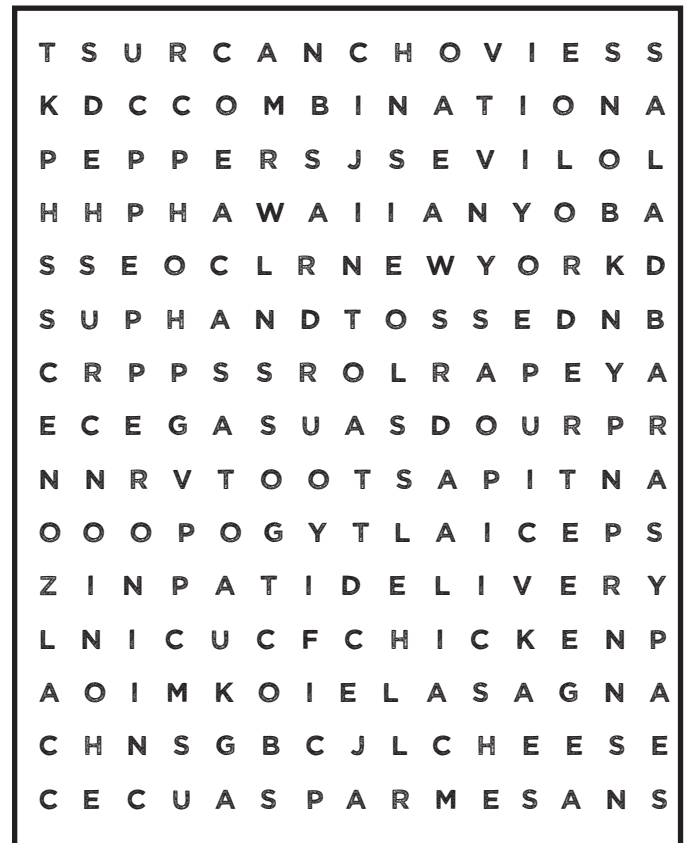 T S U R C A N C H O V I E S S
K D C C O M B I N A T I O N A
P E P P E R S J S E V I L O L
H H P H A W A I I A N Y O B A
S S E O C L R N E W Y O R K D
S U P H A N D T O S S E D N B
C R P P S S R O L R A P E Y A
E C E G A S U A S D O U R P R
N N R V T O O T S A P I T N A
O O O P O G Y T L A I C E P S
Z I N P A T I D E L I V E R Y
L N I C U C F C H I C K E N P
A O I M K O I E L A S A G N A
C H N S G B C J L C H E E S E
C E C U A S P A R M E S A N S